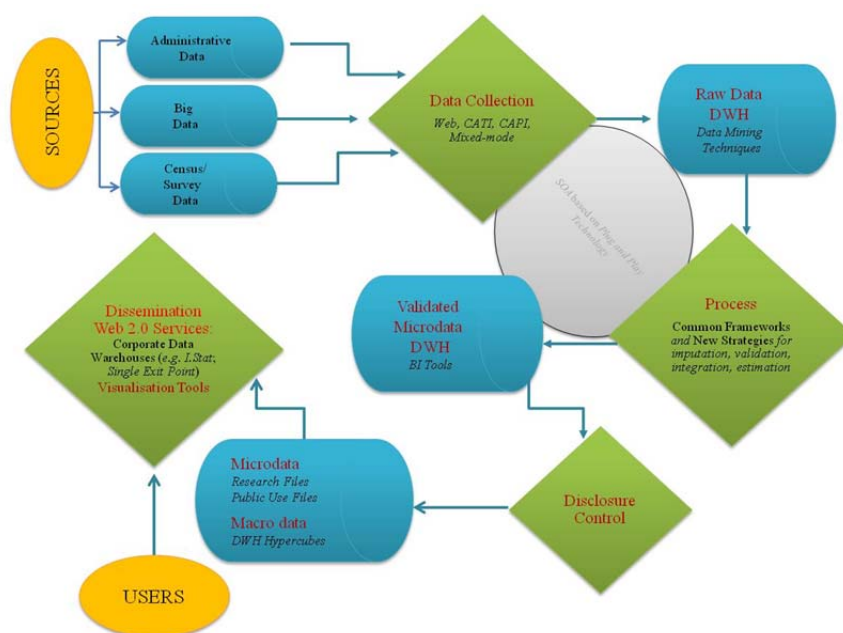 SOURCES
Administrative
Data
Big
Data
Census/
Survey
Data
Data Collection
Web, CATI, CAPI,
Mixed-mode
Raw Data
DWH
Data Mining
Techniques
SOA based on Plug and Play
Technology
Process
Common Frameworks
and New Strategies for
imputation, validation,
integration, estimation
Validated
Microdata
DWH
BI Tools
Disclosure
Control
Microdata
Research Files
Public Use Files
Macro data
DWH Hypercubes
Dissemination
Web 2.0 Services:
Corporate Data
Warehouses (e.g. I.Stat;
Single Exit Point)
Visualisation Tools
USERS